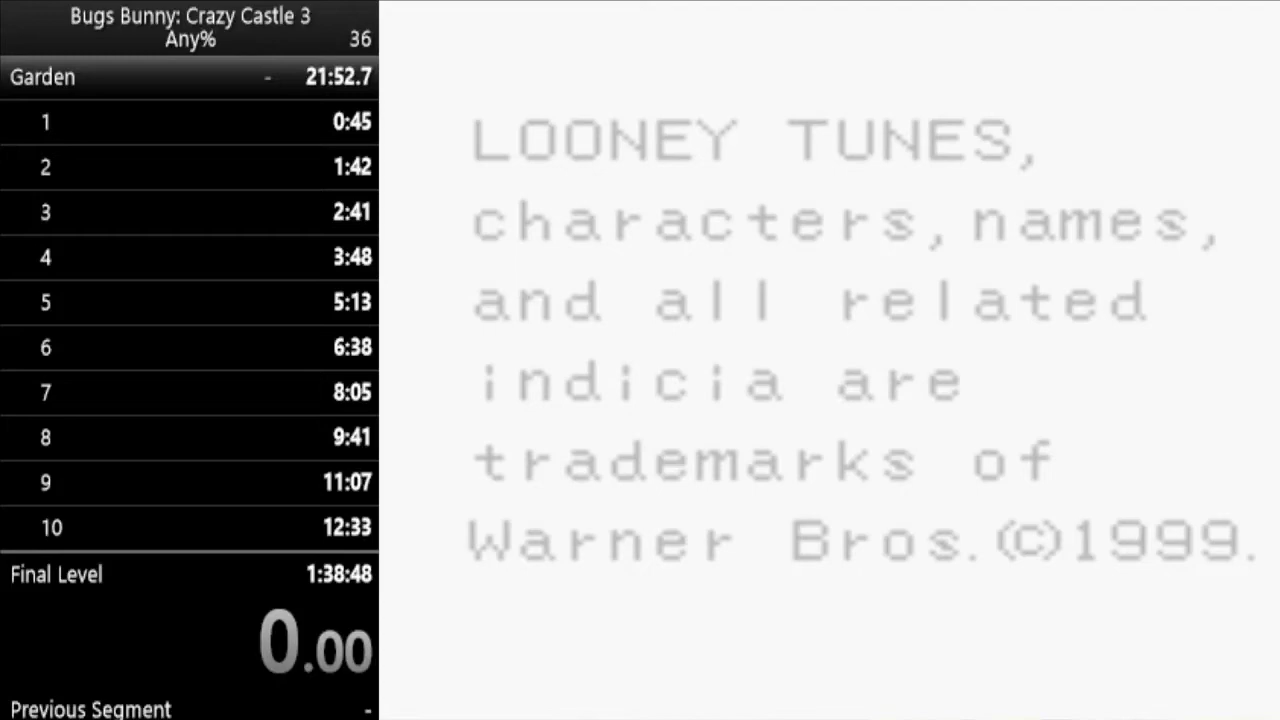 Bugs Bunny: Crazy Castle 3
Any% 36
Garden - 21:52.7
1 0:45
2 1:42
3 2:41
4 3:48
5 5:13
6 6:38
7 8:05
8 9:41
9 11:07
10 12:33
Final Level 1:38:48
0.00
Previous Segment -
LOONEY TUNES,
characters, names,
and all related
indicia are
trademarks of
Warner Bros.(C)1999.